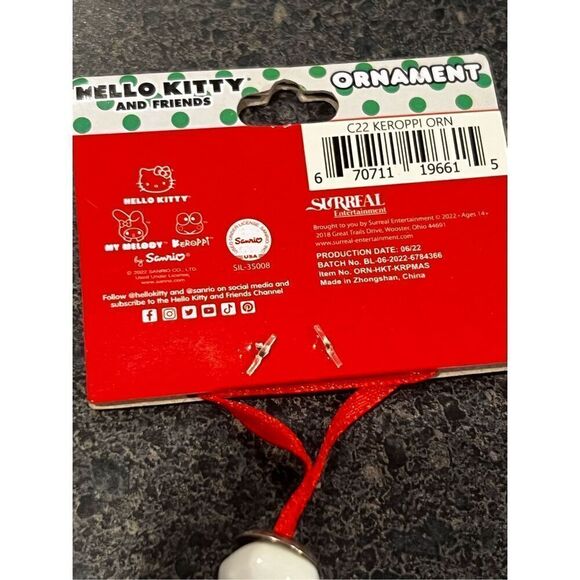 HELLO KITTY
AND FRIENDS
ORNAMENT
C22 KEROPPI ORN
6 70711 19661 5
HELLO KITTY
MY MELODY KEROPPI
by Sanrio
© 2022 SANRIO CO., LTD.
Used Under License.
www.sanrio.com
Sanrio
USA
SIL-35008
Follow @hellokitty and @sanrio on social media and
subscribe to the Hello Kitty and Friends Channel
SURREAL
Entertainment
Brought to you by Surreal Entertainment © 2022 • Ages 14+
2018 Great Trails Drive, Wooster, Ohio 44691
www.surreal-entertainment.com
PRODUCTION DATE: 06/22
BATCH No. BL-06-2022-6784366
Item No. ORN-HKT-KRPMAS
Made in Zhongshan, China